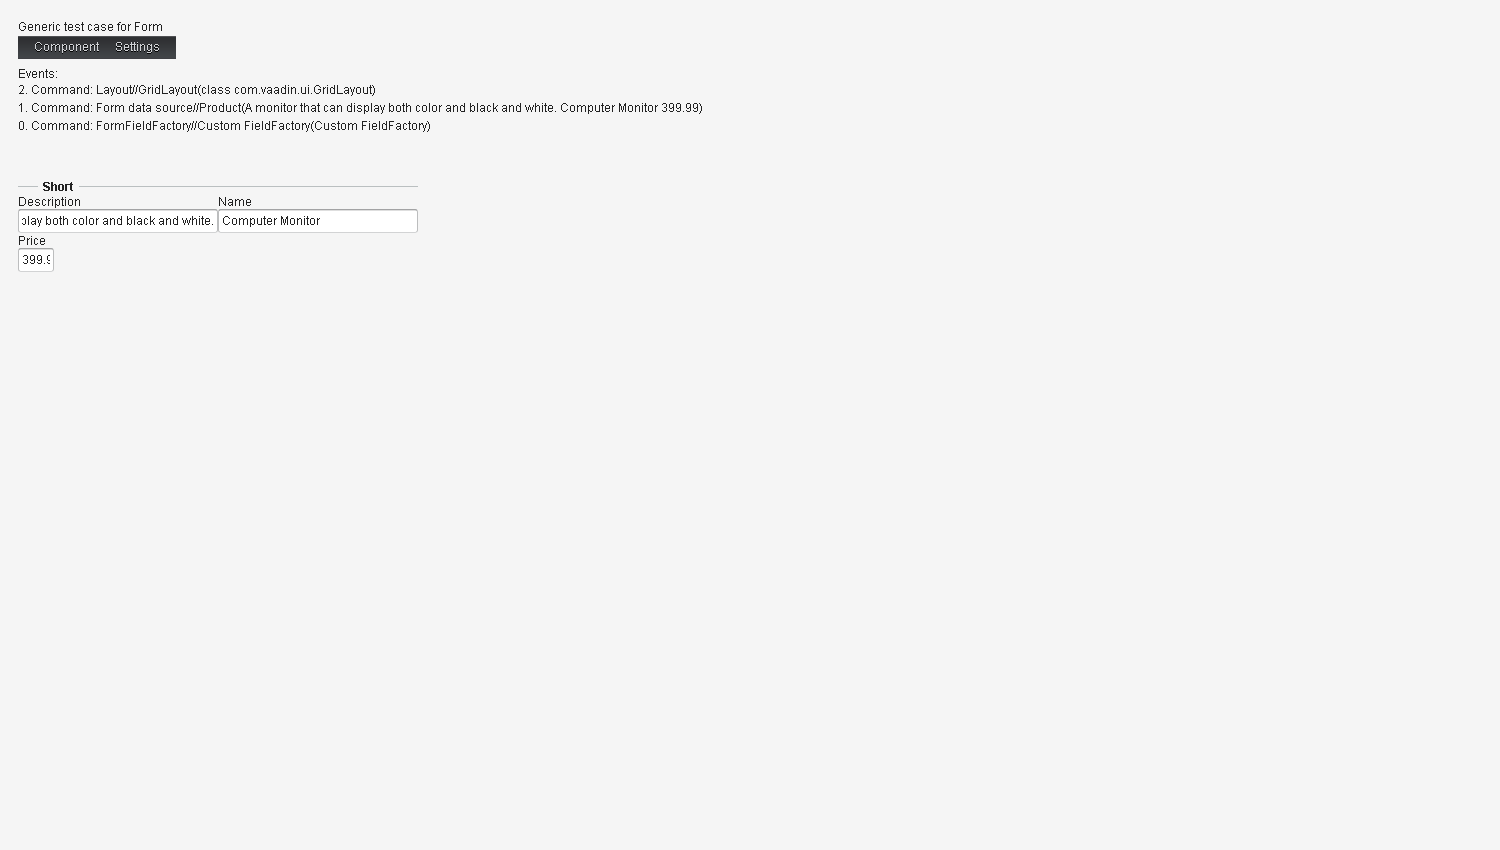 Generic test case for Form
Component Settings
Events:
2. Command: Layout//GridLayout(class com.vaadin.ui.GridLayout)
1. Command: Form data source//Product(A monitor that can display both color and black and white. Computer Monitor 399.99)
0. Command: FormFieldFactory//Custom FieldFactory(Custom FieldFactory)
Short
Description Name
play both color and black and white. Computer Monitor
Price
399.9